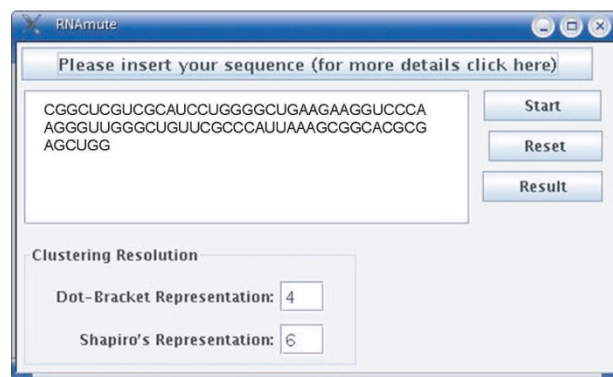 RNAmute
Please insert your sequence (for more details click here)
CGGCUCGUCGCAUCCUGGGGCUGAAGAAGGUCCCA
AGGGUUGGGCUGUUCGCCCAUUAAAGCGGCACGCG
AGCUGG
Start
Reset
Result
Clustering Resolution
Dot-Bracket Representation: 4
Shapiro's Representation: 6